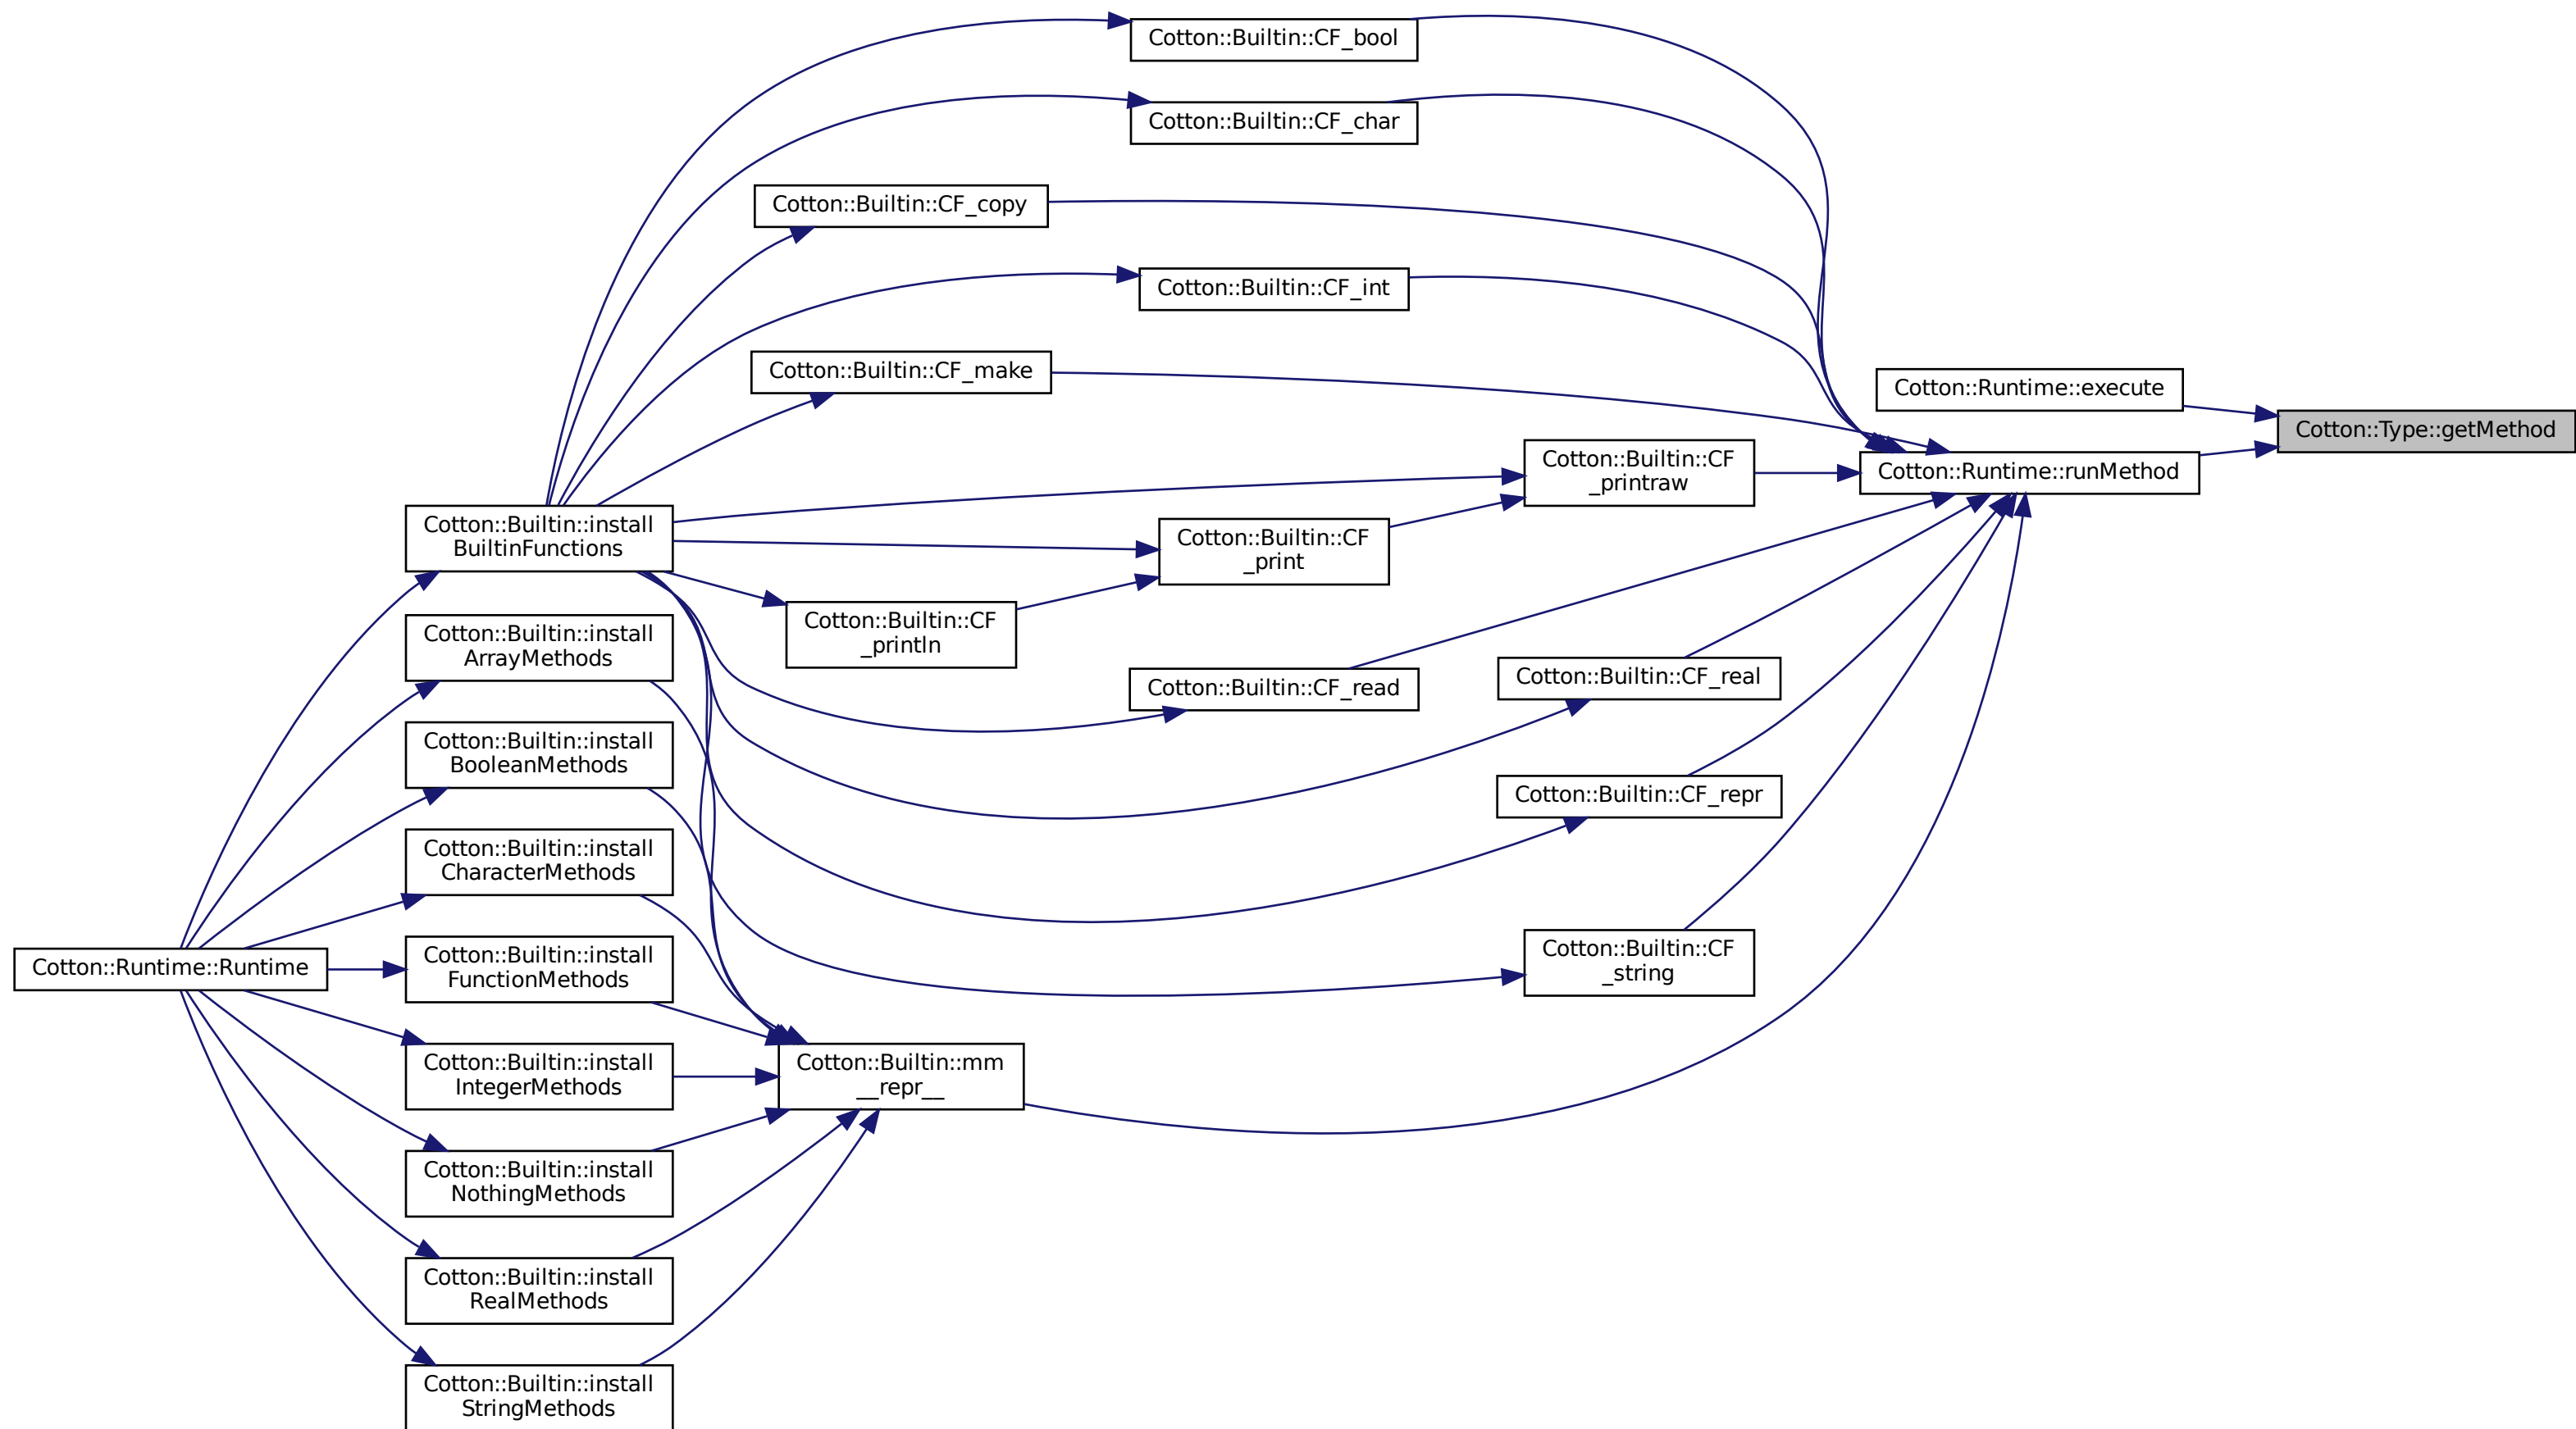 Cotton::Builtin::CF_bool
Cotton::Builtin::CF_char
Cotton::Builtin::CF_copy
Cotton::Builtin::CF_int
Cotton::Builtin::CF_make
Cotton::Runtime::execute
Cotton::Type::getMethod
Cotton::Runtime::runMethod
Cotton::Builtin::CF
_printraw
Cotton::Builtin::install
BuiltinFunctions
Cotton::Builtin::CF
_print
Cotton::Builtin::CF
_println
Cotton::Builtin::install
ArrayMethods
Cotton::Builtin::CF_read
Cotton::Builtin::CF_real
Cotton::Builtin::install
BooleanMethods
Cotton::Builtin::CF_repr
Cotton::Builtin::install
CharacterMethods
Cotton::Runtime::Runtime
Cotton::Builtin::install
FunctionMethods
Cotton::Builtin::CF
_string
Cotton::Builtin::install
IntegerMethods
Cotton::Builtin::mm
__repr__
Cotton::Builtin::install
NothingMethods
Cotton::Builtin::install
RealMethods
Cotton::Builtin::install
StringMethods